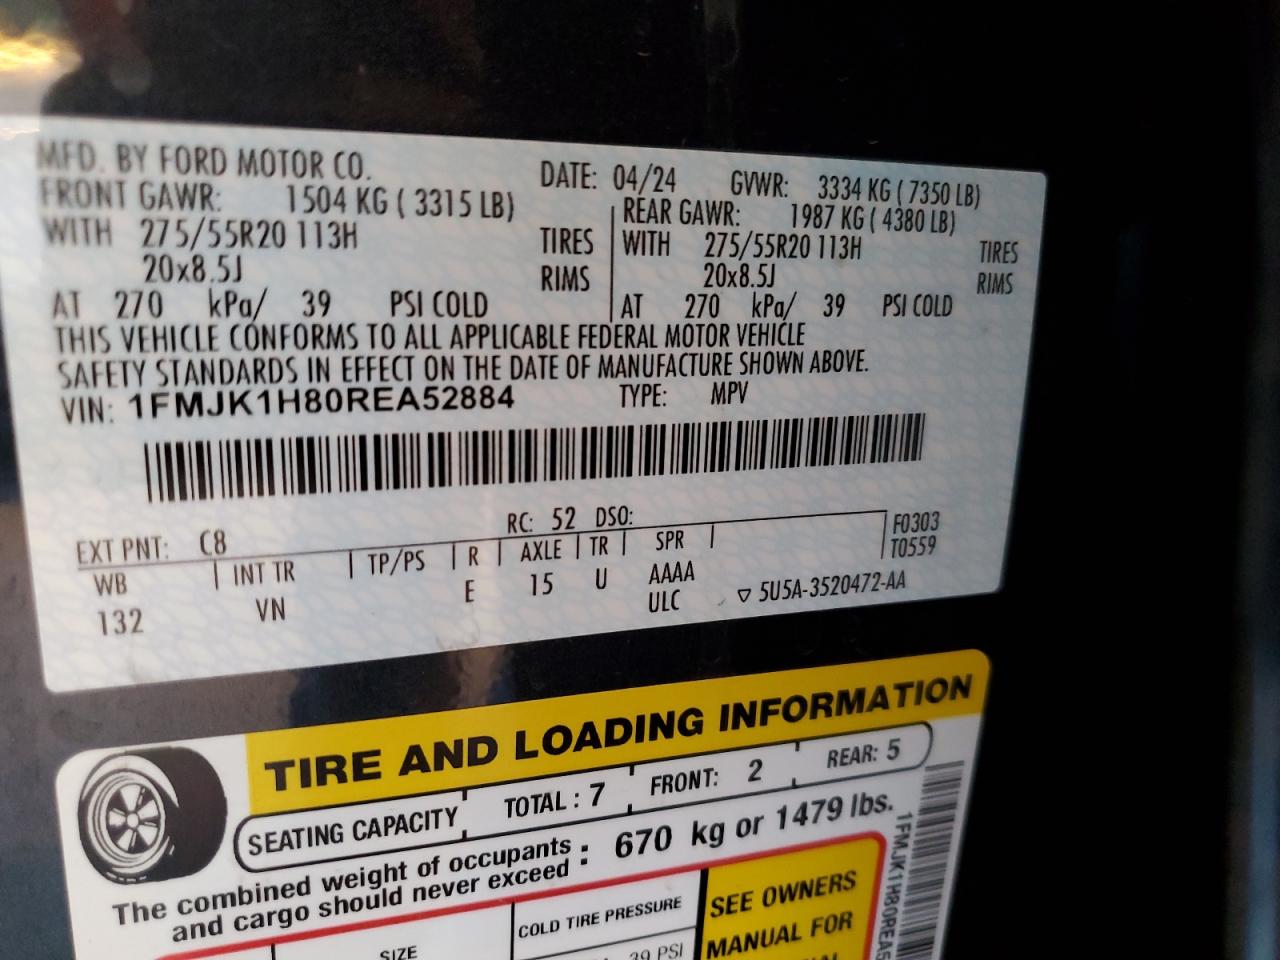 MFD. BY FORD MOTOR CO.
DATE: 04/24 GVWR: 3334 KG ( 7350 LB)
FRONT GAWR: 1504 KG ( 3315 LB)
REAR GAWR: 1987 KG ( 4380 LB)
WITH 275/55R20 113H TIRES
WITH 275/55R20 113H TIRES
20x8.5J RIMS
20x8.5J RIMS
AT 270 kPa/ 39 PSI COLD
AT 270 kPa/ 39 PSI COLD
THIS VEHICLE CONFORMS TO ALL APPLICABLE FEDERAL MOTOR VEHICLE
SAFETY STANDARDS IN EFFECT ON THE DATE OF MANUFACTURE SHOWN ABOVE.
VIN: 1FMJK1H80REA52884 TYPE: MPV
EXT PNT: C8 RC: 52 DSO: F0303
T0559
WB INT TR TP/PS R AXLE TR SPR
132 VN E 15 U AAAA
ULC ▽ 5U5A-3520472-AA
TIRE AND LOADING INFORMATION
SEATING CAPACITY TOTAL : 7 FRONT: 2 REAR: 5
The combined weight of occupants : 670 kg or 1479 lbs.
and cargo should never exceed
SIZE COLD TIRE PRESSURE SEE OWNERS
39 PSI MANUAL FOR
1FMJK1H80REA5